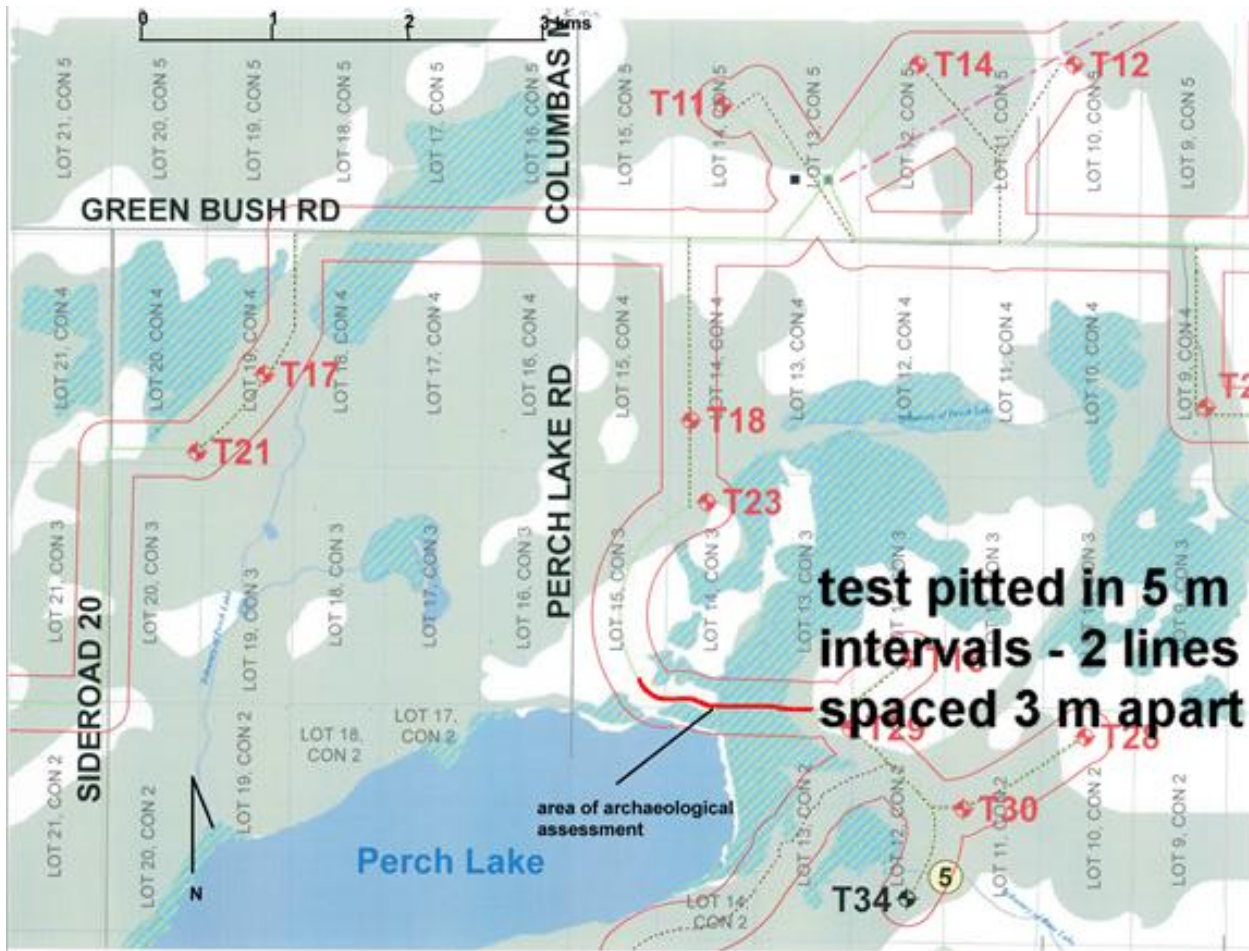 0 1 2 3 kms
COLUMBAS
T14
T12
T11
LOT 21, CON 5
LOT 20, CON 5
LOT 19, CON 5
LOT 18, CON 5
LOT 17, CON 5
LOT 16, CON 5
LOT 15, CON 5
LOT 14, CON 5
LOT 13, CON 5
LOT 12, CON 5
LOT 11, CON 5
LOT 10, CON 5
LOT 9, CON 5
GREEN BUSH RD
LOT 21, CON 4
LOT 20, CON 4
LOT 19, CON 4
LOT 18, CON 4
LOT 17, CON 4
LOT 16, CON 4
LOT 15, CON 4
LOT 14, CON 4
LOT 13, CON 4
LOT 12, CON 4
LOT 11, CON 4
LOT 10, CON 4
LOT 9, CON 4
T17
T21
T18
T23
Tributary of Perch Lake
PERCH LAKE RD
SIDEROAD 20
LOT 21, CON 3
LOT 20, CON 3
LOT 19, CON 3
LOT 18, CON 3
LOT 17, CON 3
LOT 16, CON 3
LOT 15, CON 3
LOT 14, CON 3
LOT 13, CON 3
Tributary of Perch Lake
test pitted in 5 m
intervals - 2 lines
spaced 3 m apart
T29
T28
T30
T34
5
LOT 21, CON 2
LOT 20, CON 2
LOT 19, CON 2
LOT 18,
CON 2
LOT 17,
CON 2
LOT 14,
CON 2
LOT 13, CON 2
LOT 12, CON 2
LOT 11, CON 2
LOT 10, CON 2
LOT 9, CON 2
area of archaeological
assessment
Perch Lake
N